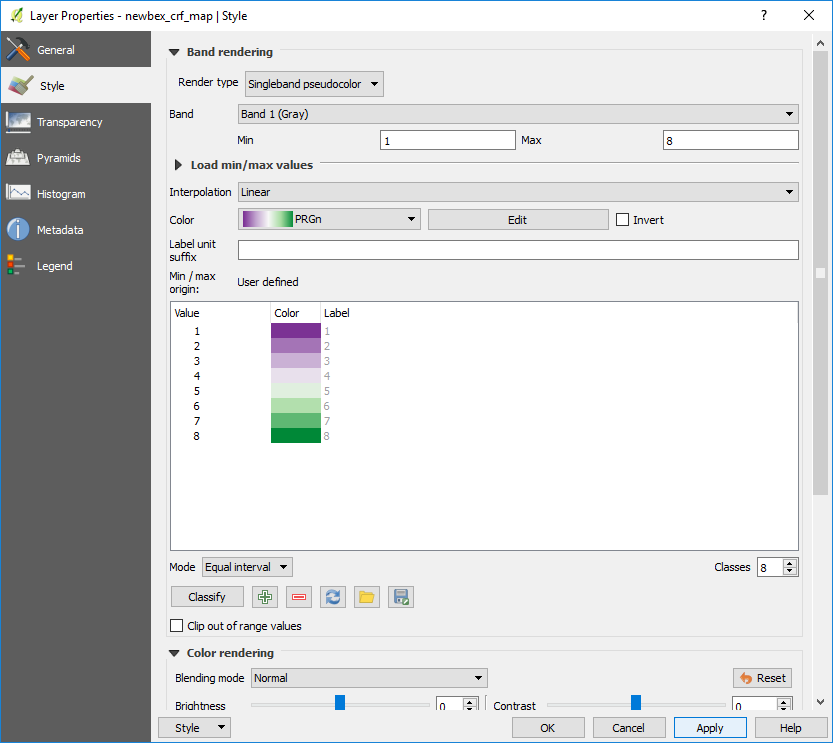 Layer Properties - newbex_crf_map | Style ?
General
Style
Transparency
Pyramids
Histogram
Metadata
Legend
Band rendering
Render type Singleband pseudocolor
Band Band 1 (Gray)
Min 1 Max 8
Load min/max values
Interpolation Linear
Color PRGn Edit Invert
Label unit
suffix
Min / max
origin: User defined
Value Color Label
1 1
2 2
3 3
4 4
5 5
6 6
7 7
8 8
Mode Equal interval Classes 8
Classify
Clip out of range values
Color rendering
Blending mode Normal Reset
Brightness 0 Contrast 0
Style OK Cancel Apply Help